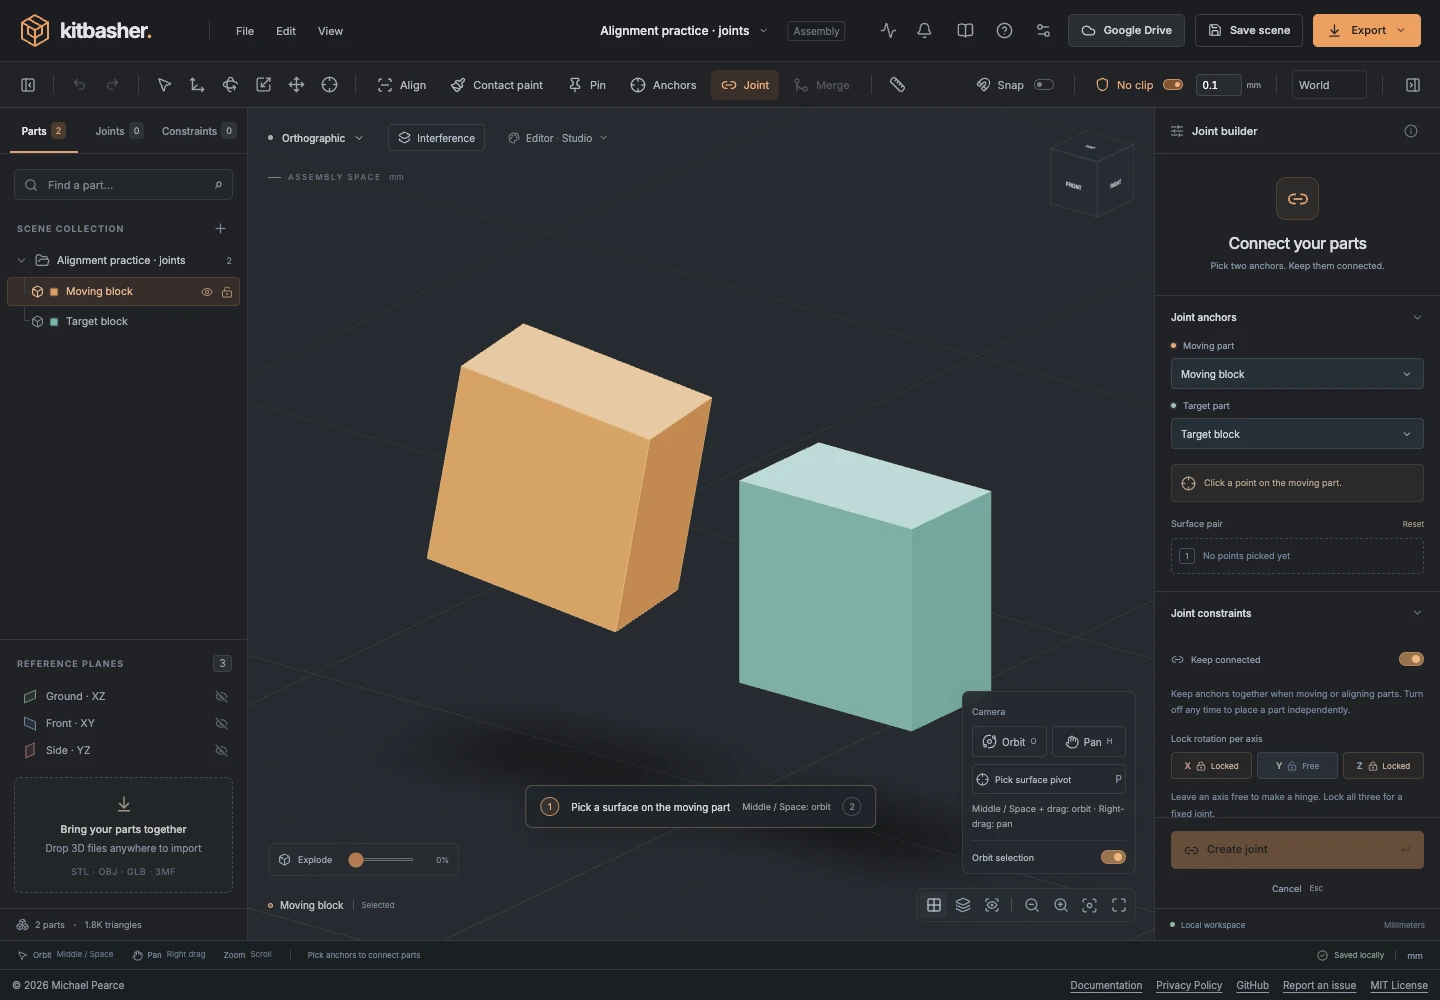 kitbasher.
File
Edit
View
Alignment practice · joints
Assembly
Google Drive
Save scene
Export
Align
Contact paint
Pin
Anchors
Joint
Merge
Snap
No clip
0.1
mm
World
Parts 2
Joints 0
Constraints 0
Find a part...
SCENE COLLECTION
Alignment practice · joints 2
Moving block
Target block
REFERENCE PLANES 3
Ground · XZ
Front · XY
Side · YZ
Bring your parts together
Drop 3D files anywhere to import
STL · OBJ · GLB · 3MF
2 parts · 1.8K triangles
Orthographic
Interference
Editor · Studio
ASSEMBLY SPACE mm
FRONT
RIGHT
Camera
Orbit O
Pan H
Pick surface pivot P
Middle / Space + drag: orbit · Right-
drag: pan
Orbit selection
1 Pick a surface on the moving part Middle / Space: orbit 2
Explode 0%
Moving block Selected
Joint builder
Connect your parts
Pick two anchors. Keep them connected.
Joint anchors
Moving part
Moving block
Target part
Target block
Click a point on the moving part.
Surface pair Reset
1 No points picked yet
Joint constraints
Keep connected
Keep anchors together when moving or aligning parts. Turn
off any time to place a part independently.
Lock rotation per axis
X Locked
Y Free
Z Locked
Leave an axis free to make a hinge. Lock all three for a
fixed joint.
Create joint
Cancel Esc
Local workspace Millimeters
Orbit Middle / Space Pan Right drag Zoom Scroll Pick anchors to connect parts
Saved locally mm
© 2026 Michael Pearce
Documentation Privacy Policy GitHub Report an issue MIT License